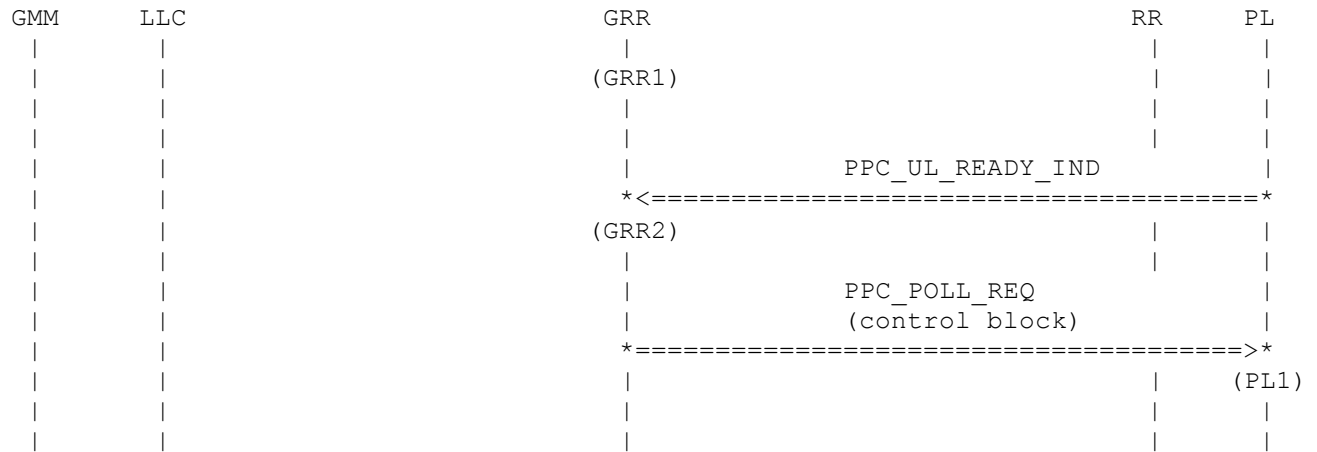 GMM LLC GRR RR PL
| | | | |
| | (GRR1) | |
| | | | |
| | | | |
| | | PPC_UL_READY_IND |
| | *<======================================*
| | (GRR2) | |
| | | | |
| | | PPC_POLL_REQ |
| | | (control block) |
| | *======================================>*
| | | | (PL1)
| | | | |
| | | | |